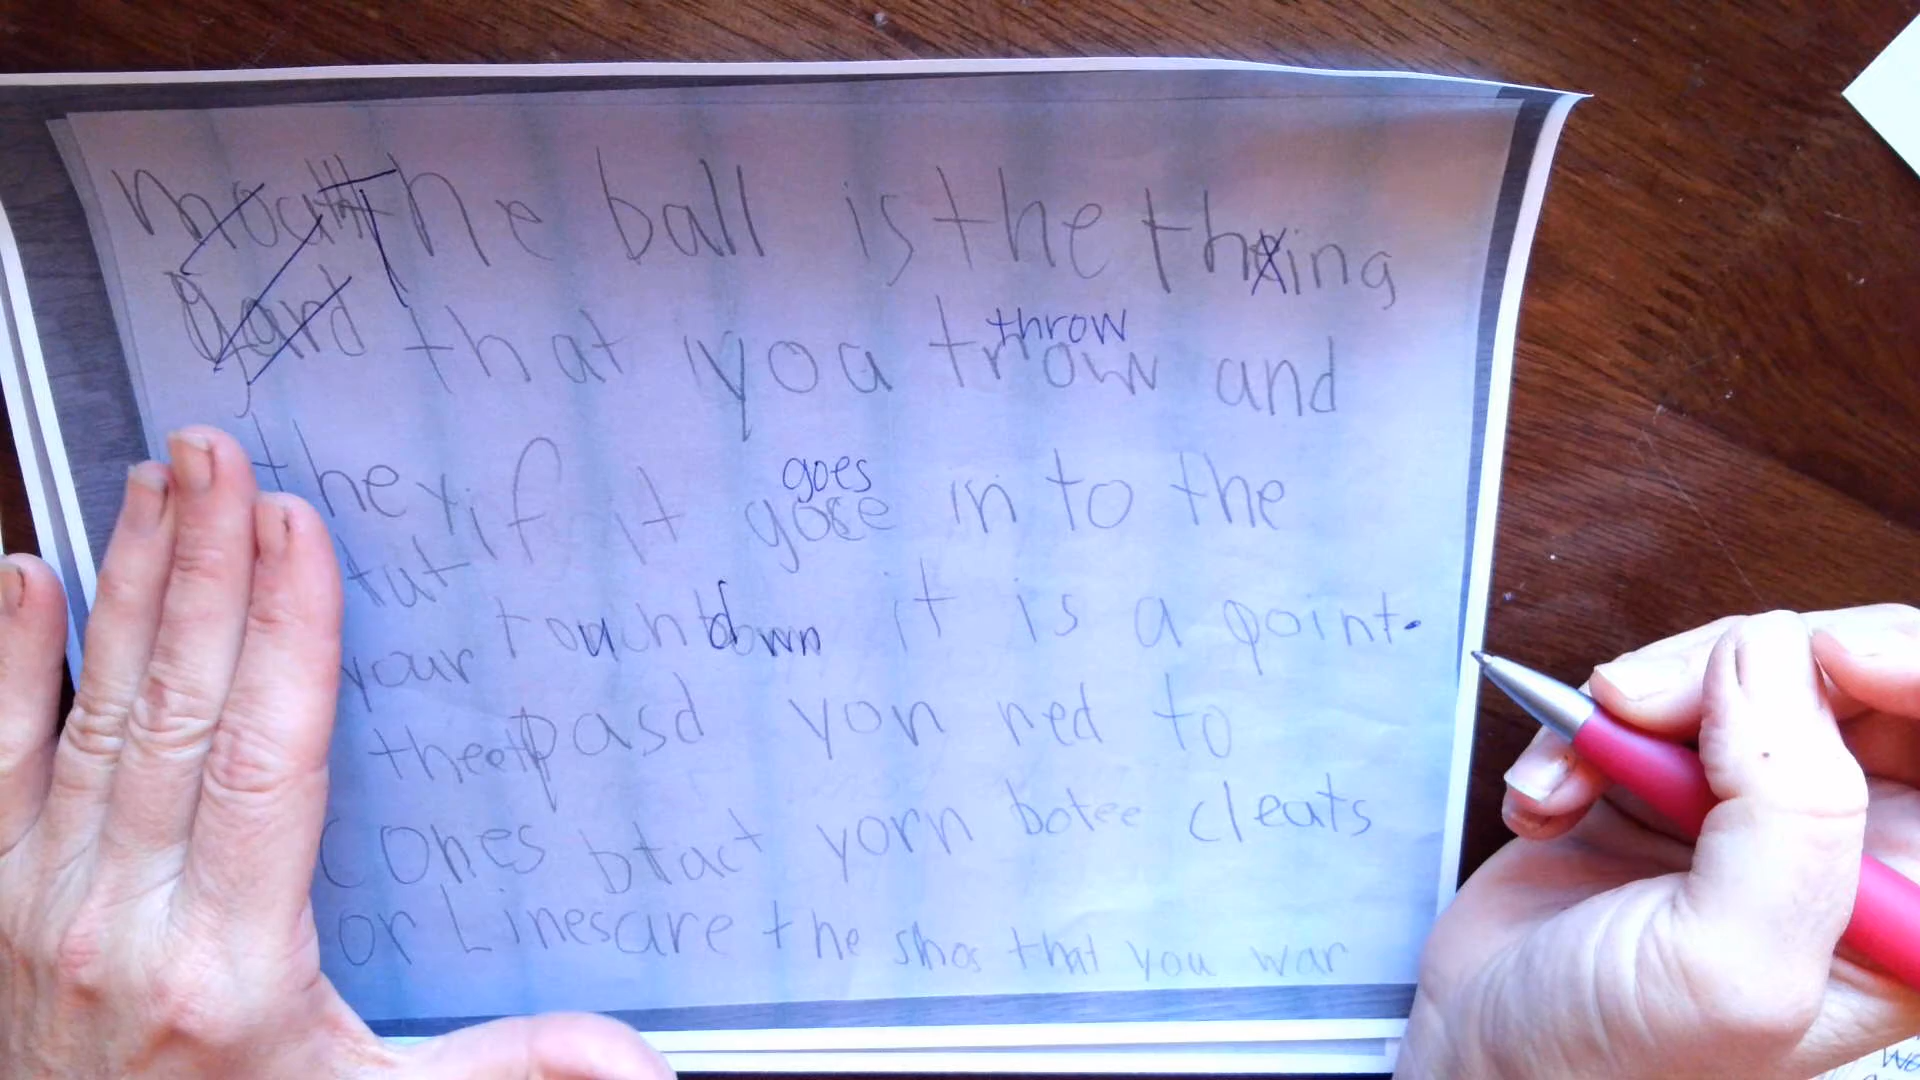 The ball is the thing
that you trow throw and
they if it gose goes in to the
tat
your touchdown it is a point.
the pasd you ned to
cones btact yorn botee cleats
or Lines are the shos that you war